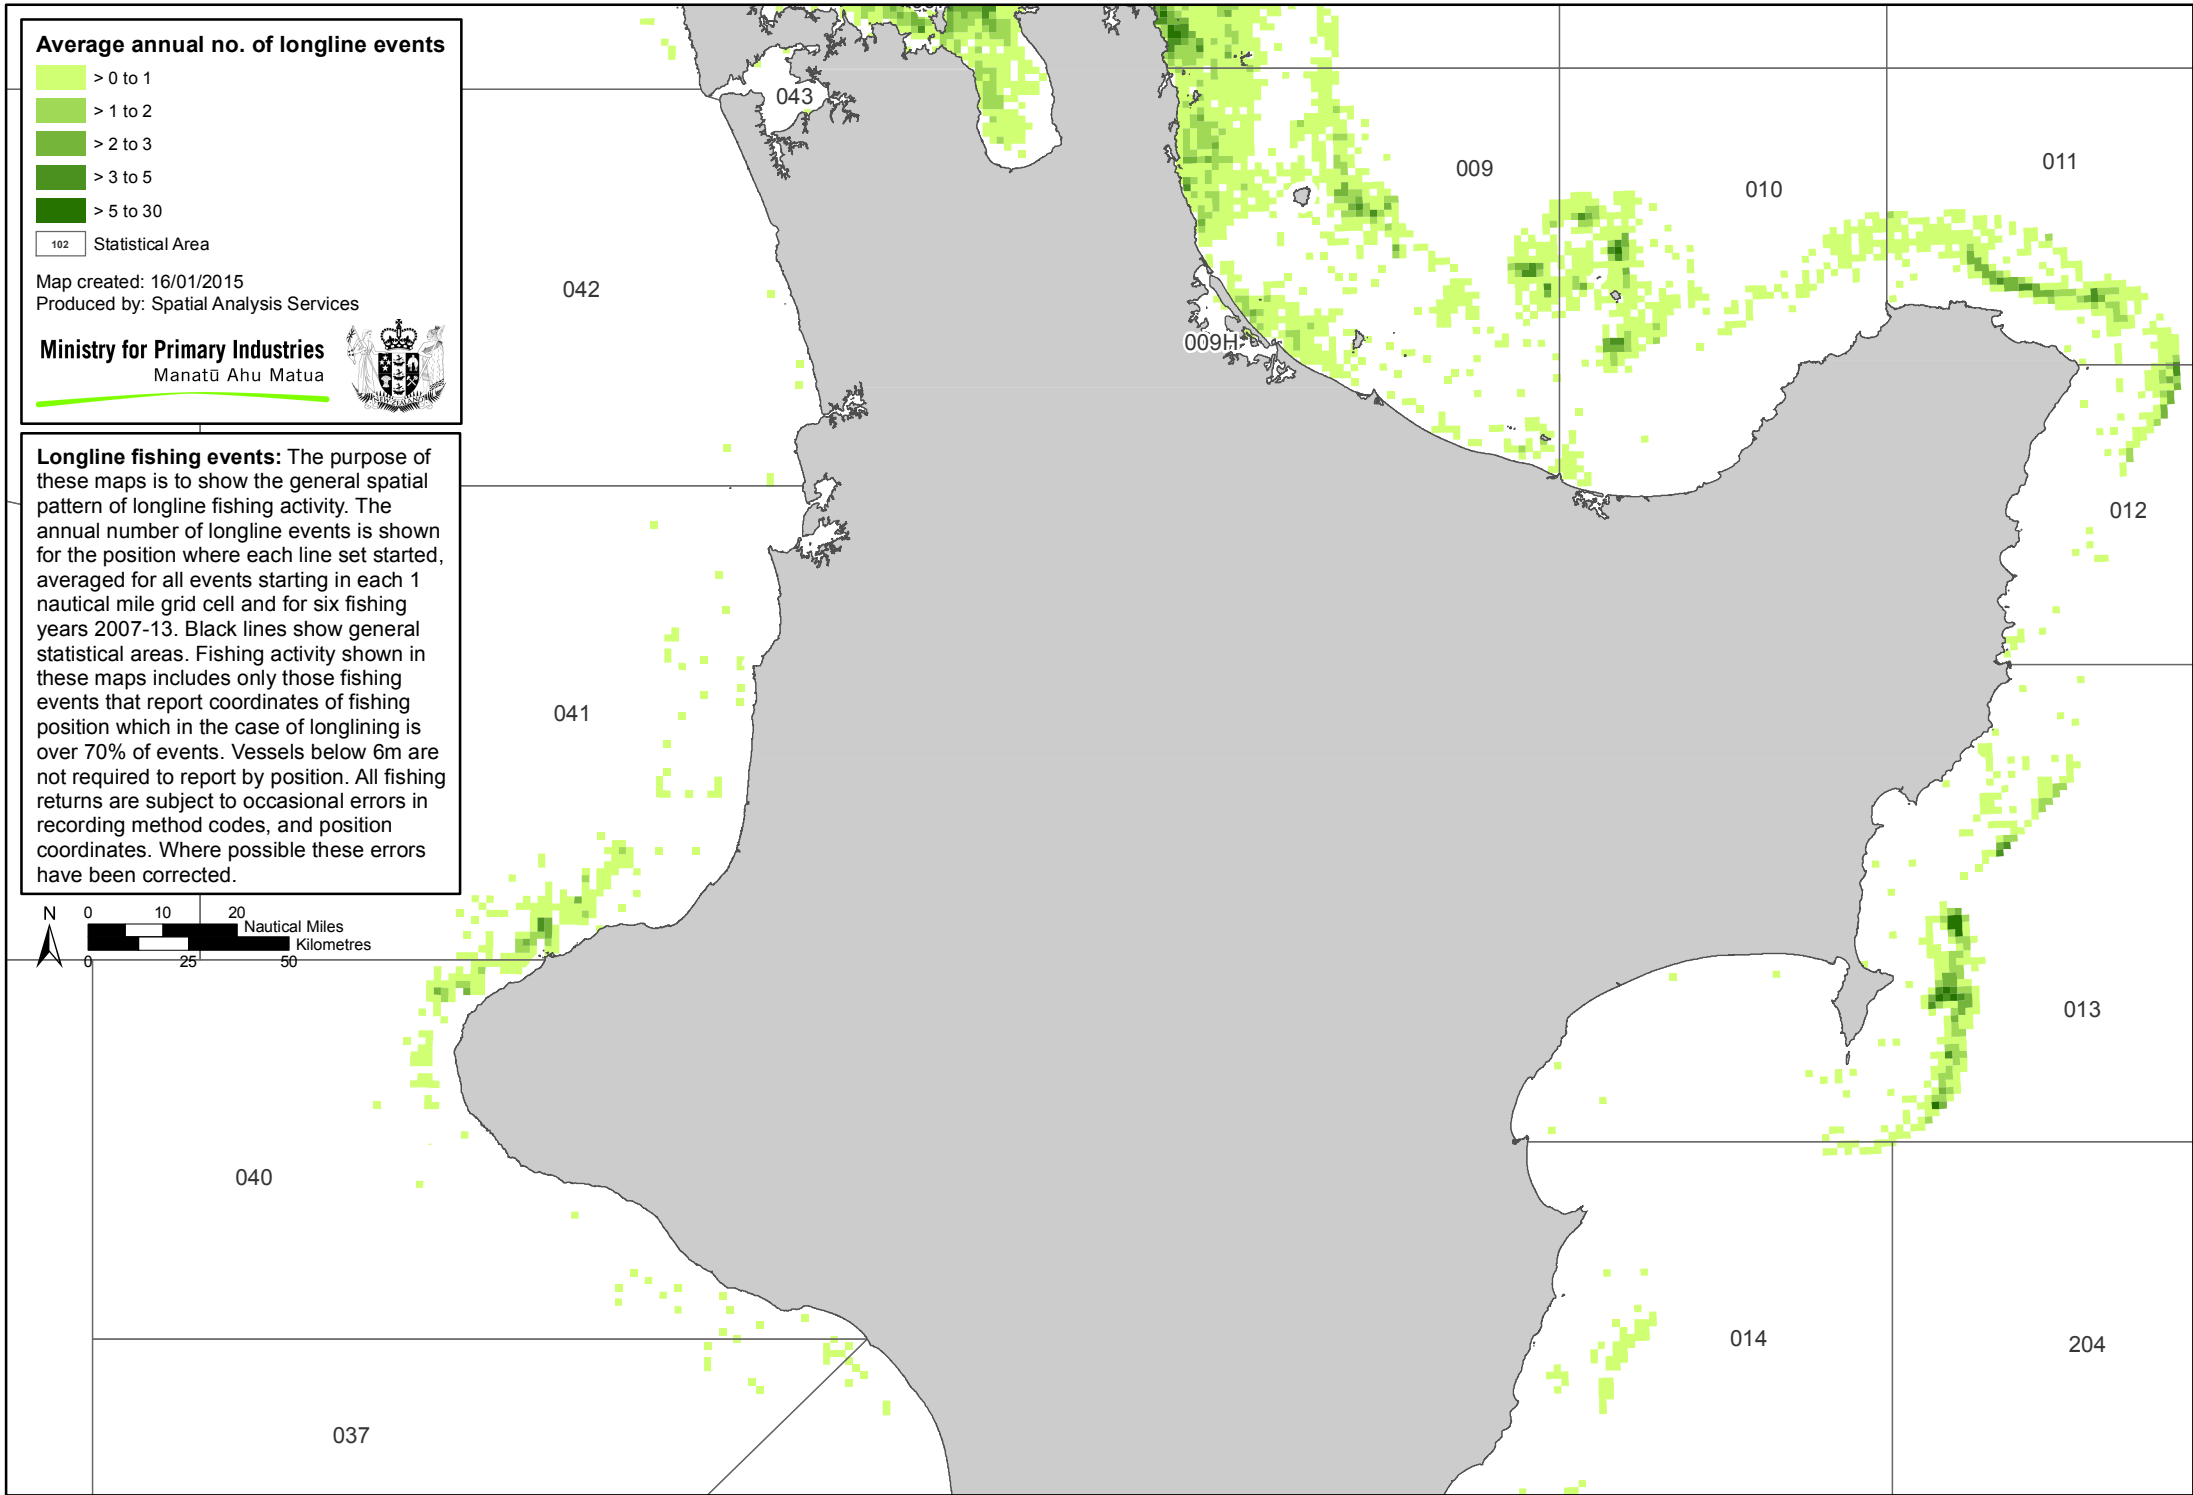 Average annual no. of longline events
> 0 to 1
> 1 to 2
> 2 to 3
> 3 to 5
> 5 to 30
102 Statistical Area
Map created: 16/01/2015
Produced by: Spatial Analysis Services
Ministry for Primary Industries
Manatū Ahu Matua
NEW ZEALAND
Longline fishing events: The purpose of
these maps is to show the general spatial
pattern of longline fishing activity. The
annual number of longline events is shown
for the position where each line set started,
averaged for all events starting in each 1
nautical mile grid cell and for six fishing
years 2007-13. Black lines show general
statistical areas. Fishing activity shown in
these maps includes only those fishing
events that report coordinates of fishing
position which in the case of longlining is
over 70% of events. Vessels below 6m are
not required to report by position. All fishing
returns are subject to occasional errors in
recording method codes, and position
coordinates. Where possible these errors
have been corrected.
N
0 10 20
Nautical Miles
Kilometres
0 25 50
043
009
010
011
042
009H
012
041
013
040
014
204
037